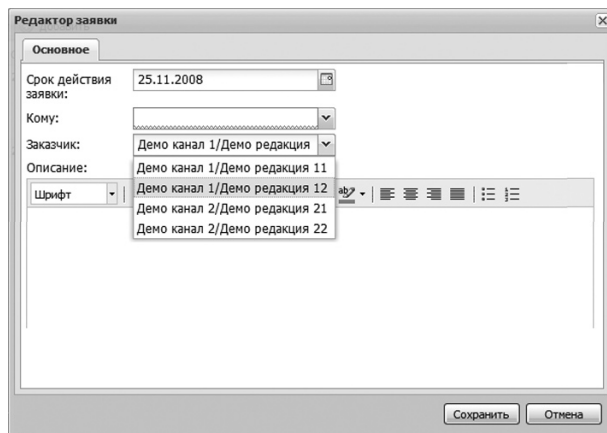 Редактор заявки
Основное
Срок действия
заявки:
25.11.2008
Кому:
Заказчик:
Демо канал 1/Демо редакция
Описание:
Демо канал 1/Демо редакция 11
Шрифт
Демо канал 1/Демо редакция 12
Демо канал 2/Демо редакция 21
Демо канал 2/Демо редакция 22
Сохранить
Отмена